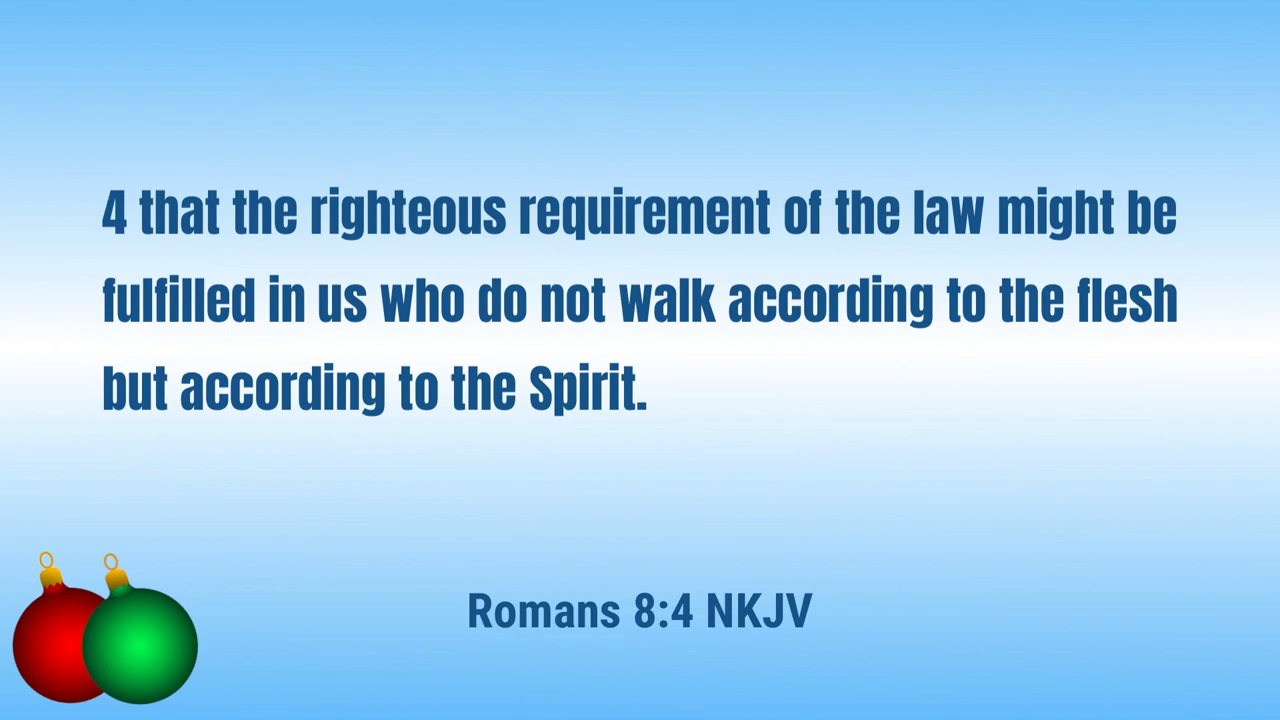 4 that the righteous requirement of the law might be
fulfilled in us who do not walk according to the flesh
but according to the Spirit.
Romans 8:4 NKJV